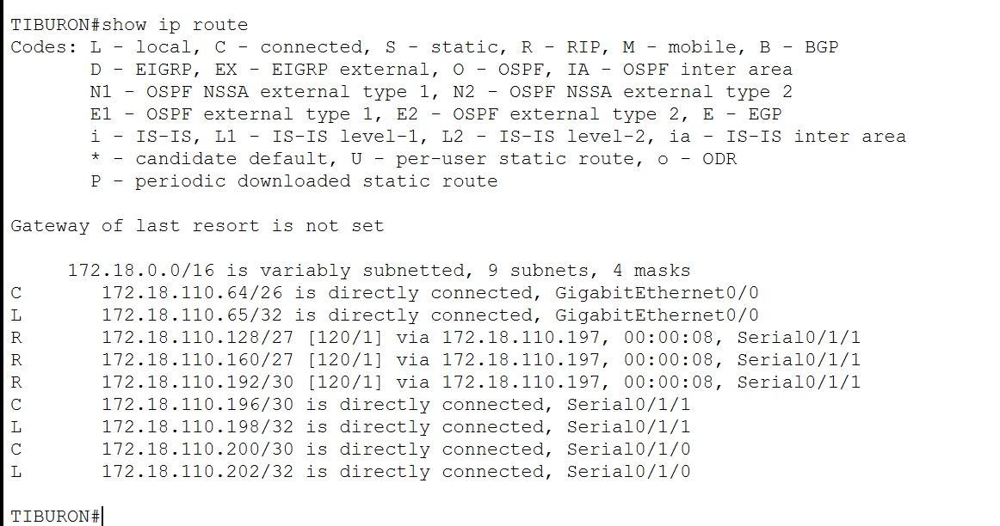 TIBURON#show ip route
Codes: L - local, C - connected, S - static, R - RIP, M - mobile, B - BGP
       D - EIGRP, EX - EIGRP external, O - OSPF, IA - OSPF inter area
       N1 - OSPF NSSA external type 1, N2 - OSPF NSSA external type 2
       E1 - OSPF external type 1, E2 - OSPF external type 2, E - EGP
       i - IS-IS, L1 - IS-IS level-1, L2 - IS-IS level-2, ia - IS-IS inter area
       * - candidate default, U - per-user static route, o - ODR
       P - periodic downloaded static route

Gateway of last resort is not set

     172.18.0.0/16 is variably subnetted, 9 subnets, 4 masks
C       172.18.110.64/26 is directly connected, GigabitEthernet0/0
L       172.18.110.65/32 is directly connected, GigabitEthernet0/0
R       172.18.110.128/27 [120/1] via 172.18.110.197, 00:00:08, Serial0/1/1
R       172.18.110.160/27 [120/1] via 172.18.110.197, 00:00:08, Serial0/1/1
R       172.18.110.192/30 [120/1] via 172.18.110.197, 00:00:08, Serial0/1/1
C       172.18.110.196/30 is directly connected, Serial0/1/1
L       172.18.110.198/32 is directly connected, Serial0/1/1
C       172.18.110.200/30 is directly connected, Serial0/1/0
L       172.18.110.202/32 is directly connected, Serial0/1/0

TIBURON#